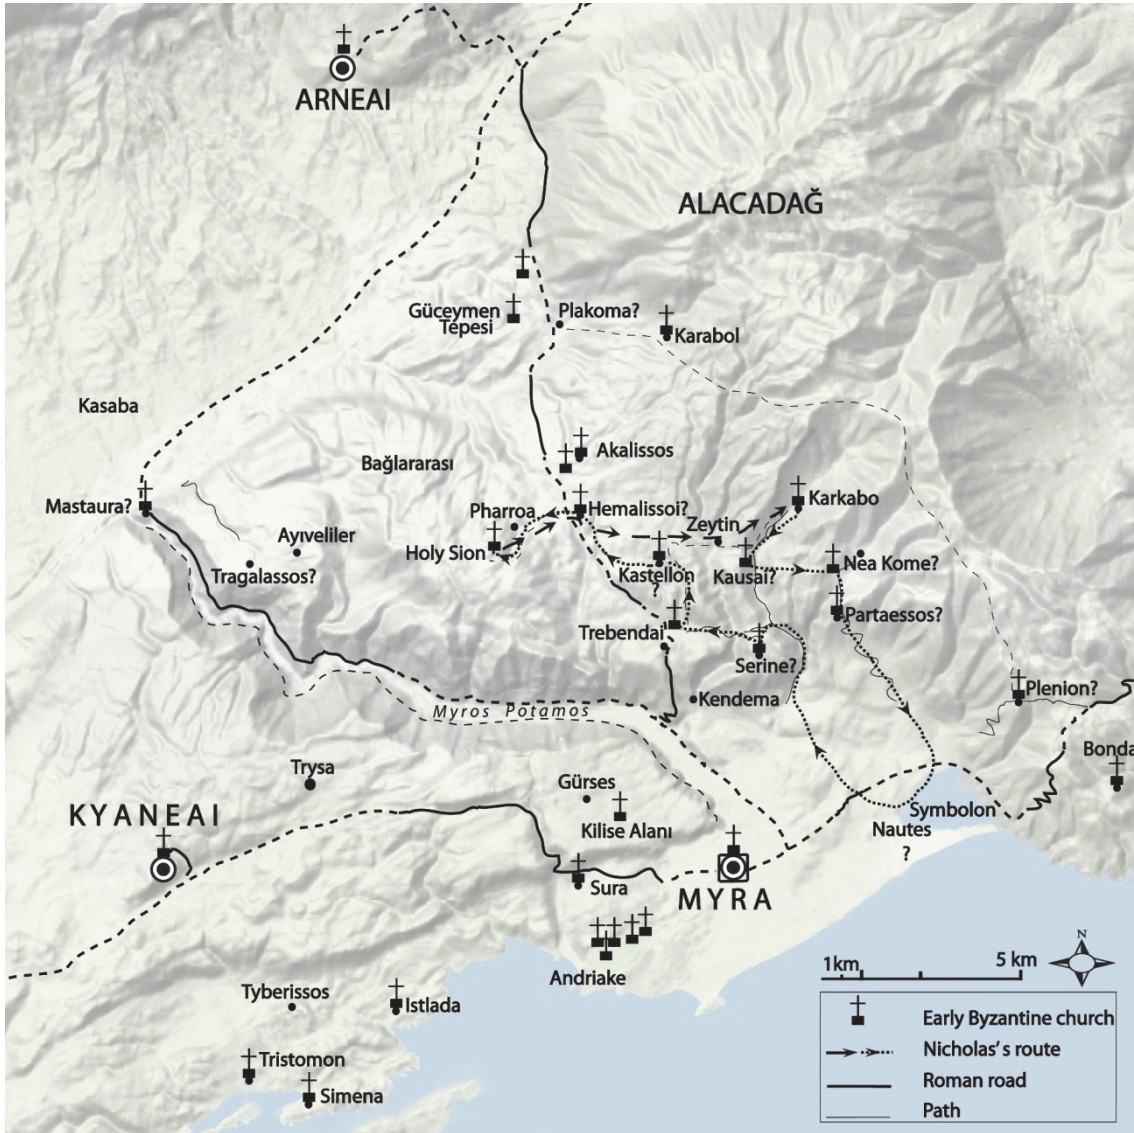 ARNEAI
ALACADAĞ
Güceymen
Tepesi
Plakoma?
Karabol
Kasaba
Bağlararası
Akalissos
Mastaura?
Pharroa
Hemalissoi?
Karkabo
Zeytin
Ayıveliler
Holy Sion
Tragalassos?
Kastellon
?
Kausai?
Nea Kome?
Partaessos?
Trebendai
Serine?
Kendema
Plenion?
Myros Potamos
Bonda
Trysa
Gürses
KYANEAI
Kilise Alanı
Symbolon
Nautes
?
Sura
MYRA
N
Andriake
1km
5 km
Tyberissos
Istlada
Early Byzantine church
Nicholas's route
Tristomon
Roman road
Simena
Path